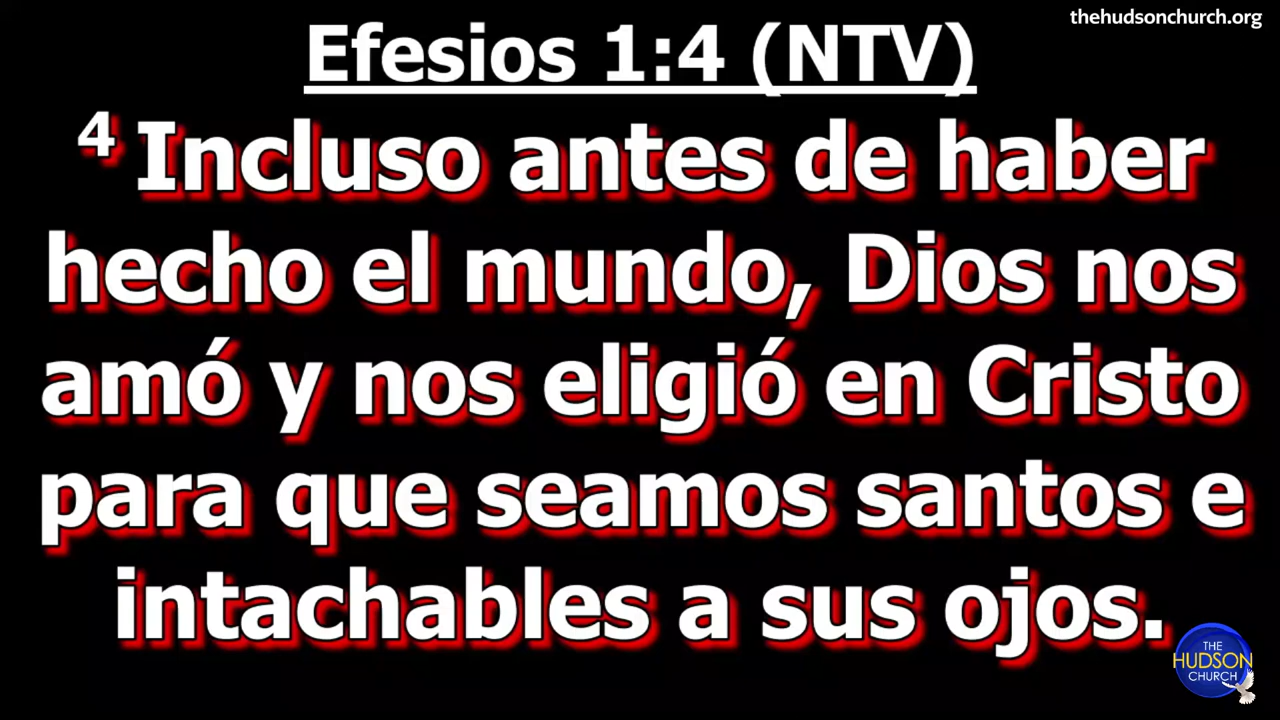 thehudsonchurch.org
Efesios 1:4 (NTV)
4 Incluso antes de haber
hecho el mundo, Dios nos
amó y nos eligió en Cristo
para que seamos santos e
intachables a sus ojos.
THE
HUDSON
CHURCH